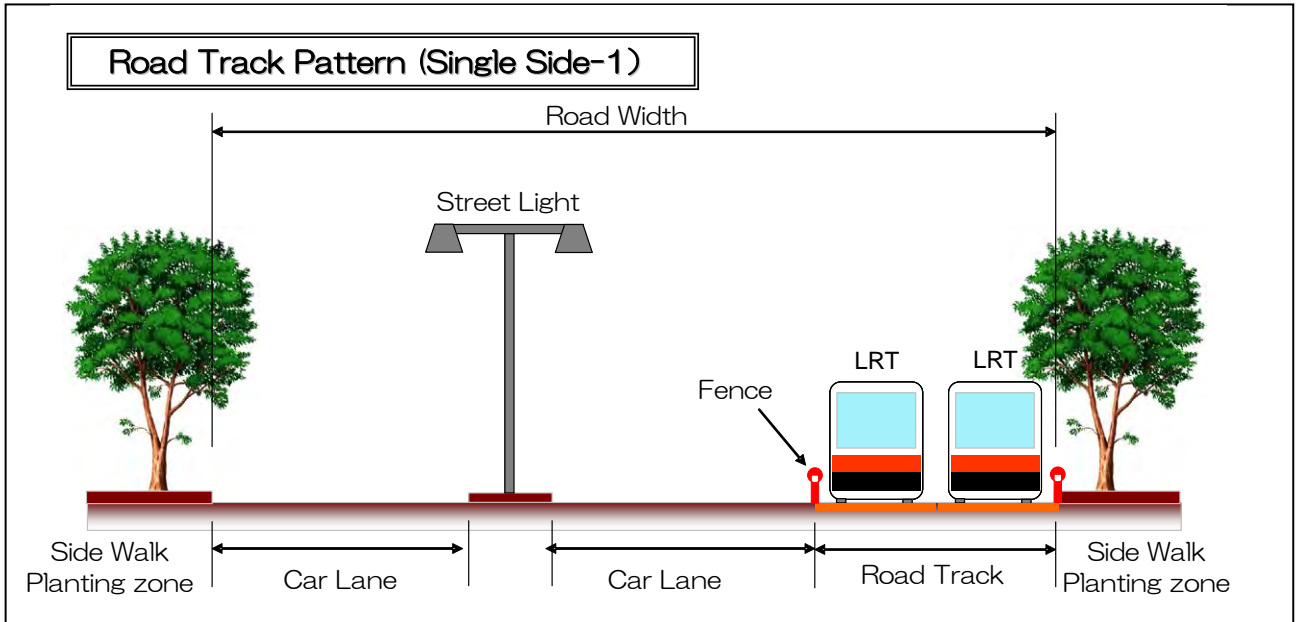 Road Track Pattern (Single Side-1)
Road Width
Street Light
LRT
LRT
Fence
Side Walk
Planting zone
Car Lane
Car Lane
Road Track
Side Walk
Planting zone